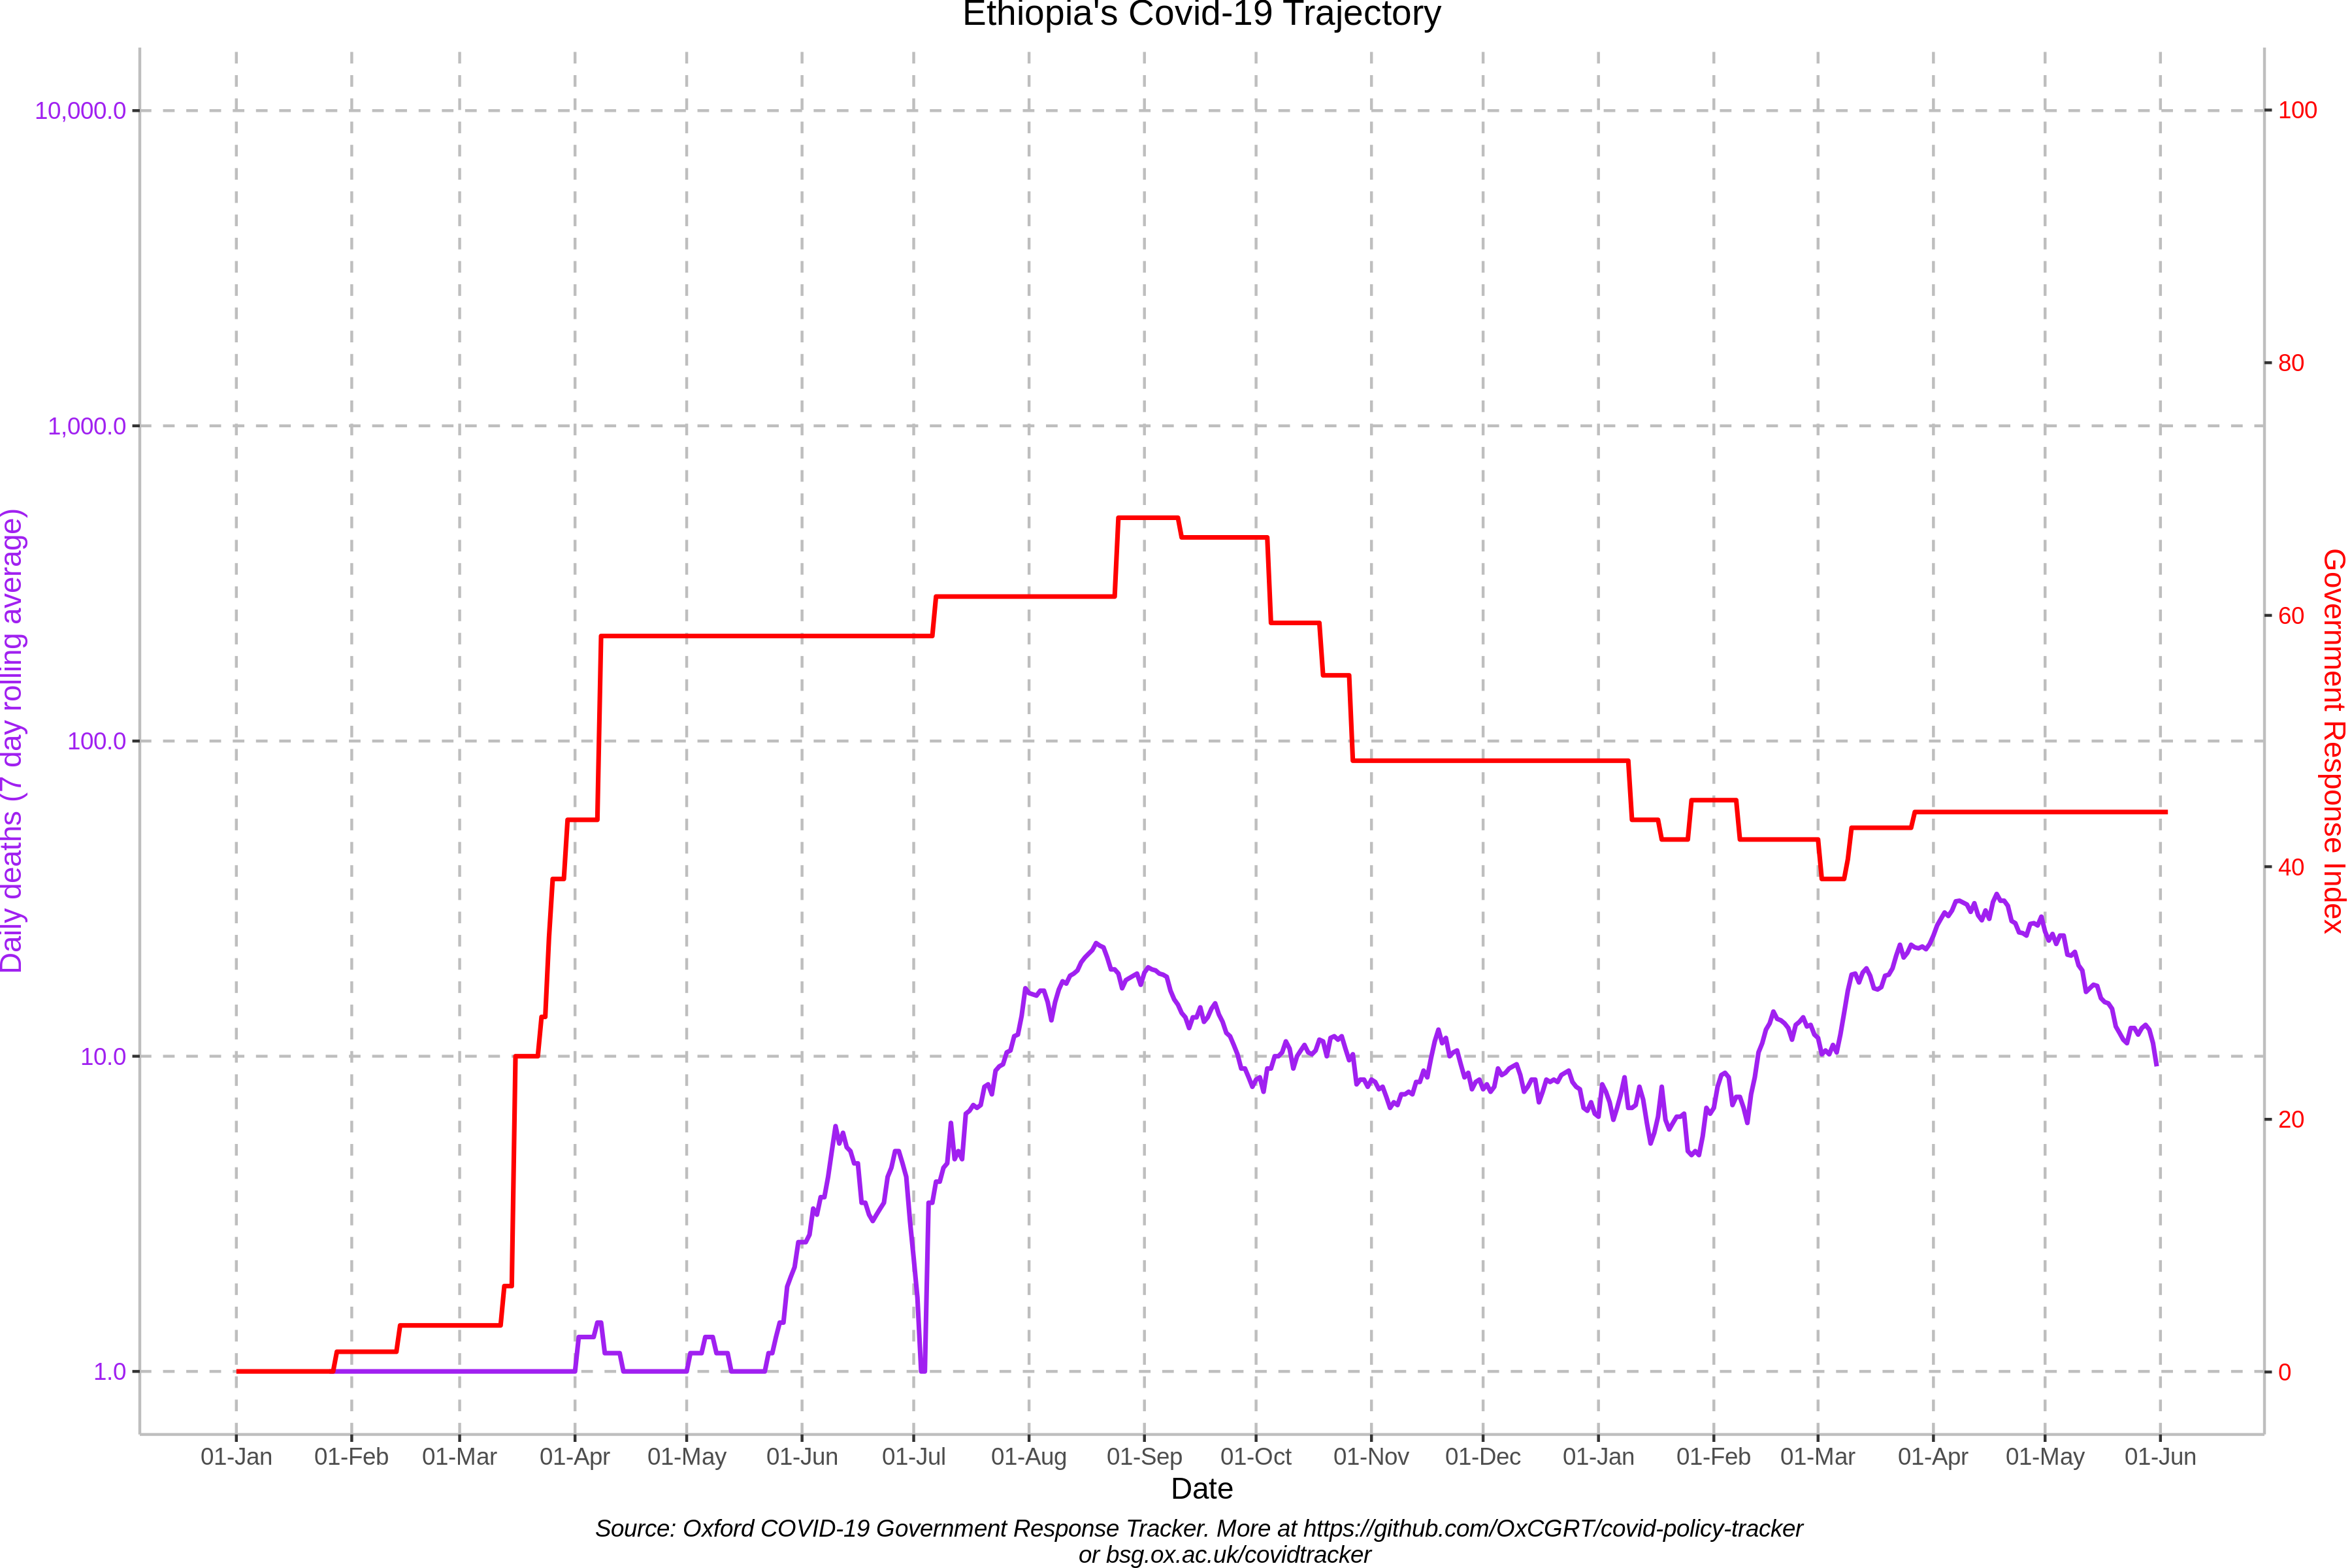 Ethiopia's Covid-19 Trajectory
10,000.0
1,000.0
100.0
10.0
1.0
Daily deaths (7 day rolling average)
100
80
60
40
20
0
Government Response Index
01-Jan 01-Feb 01-Mar 01-Apr 01-May 01-Jun 01-Jul 01-Aug 01-Sep 01-Oct 01-Nov 01-Dec 01-Jan 01-Feb 01-Mar 01-Apr 01-May 01-Jun
Date
Source: Oxford COVID-19 Government Response Tracker. More at https://github.com/OxCGRT/covid-policy-tracker
or bsg.ox.ac.uk/covidtracker